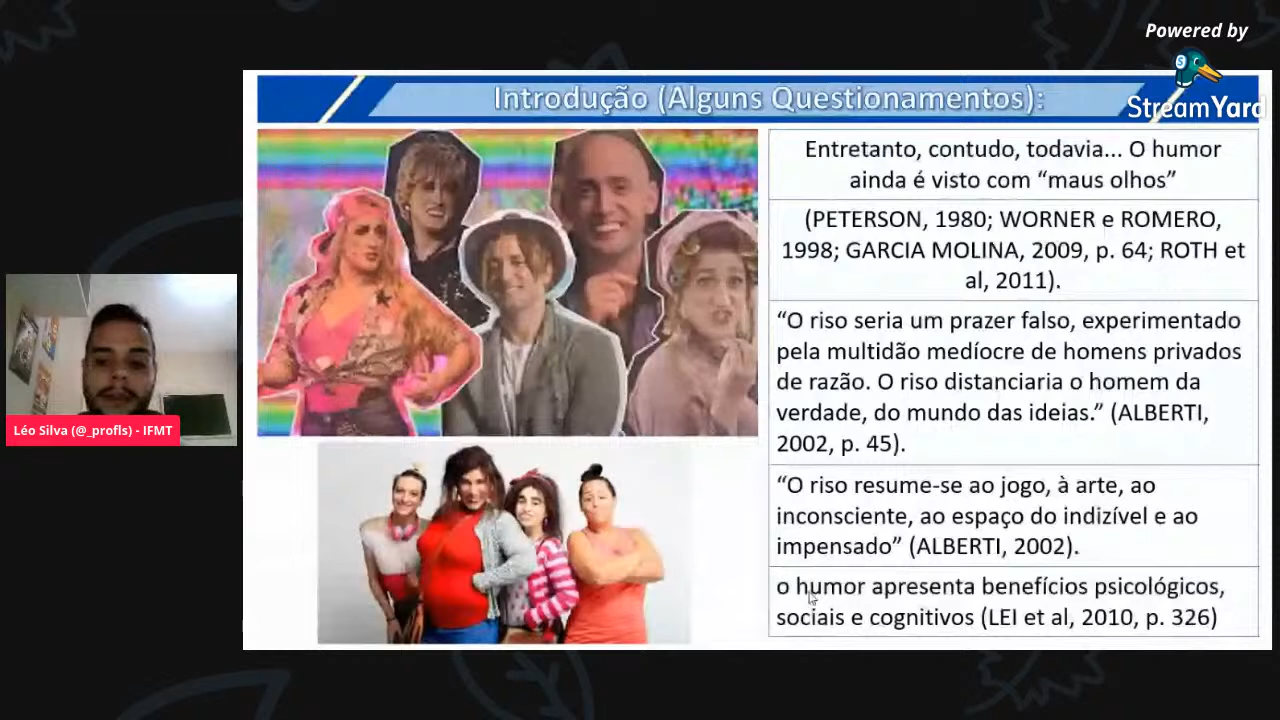 Powered by
StreamYard
Introdução (Alguns Questionamentos):
Entretanto, contudo, todavia... O humor
ainda é visto com “maus olhos”
(PETERSON, 1980; WORNER e ROMERO,
1998; GARCIA MOLINA, 2009, p. 64; ROTH et
al, 2011).
“O riso seria um prazer falso, experimentado
pela multidão medíocre de homens privados
de razão. O riso distanciaria o homem da
verdade, do mundo das ideias.” (ALBERTI,
2002, p. 45).
“O riso resume-se ao jogo, à arte, ao
inconsciente, ao espaço do indizível e ao
impensado” (ALBERTI, 2002).
o humor apresenta benefícios psicológicos,
sociais e cognitivos (LEI et al, 2010, p. 326)
Léo Silva (@_profls) - IFMT